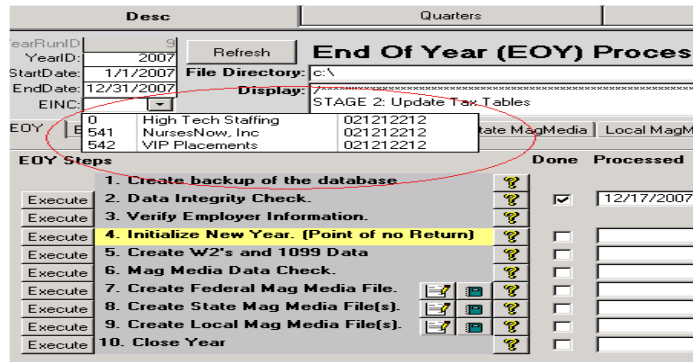 Desc Quarters
YearRunID 9
YearID: 2007 Refresh End Of Year (EOY) Proces
StartDate: 1/1/2007 File Directory: c:\
EndDate: 12/31/2007 Display:
EINC: STAGE 2: Update Tax Tables
0 High Tech Staffing 021212212
541 NursesNow, Inc 021212212
542 VIP Placements 021212212
EOY E tate MagMedia Local MagM
EOY Steps Done Processed
1. Create backup of the database ?
Execute 2. Data Integrity Check. ? 12/17/2007
Execute 3. Verify Employer Information. ?
Execute 4. Initialize New Year. (Point of no Return) ?
Execute 5. Create W2's and 1099 Data ?
Execute 6. Mag Media Data Check. ?
Execute 7. Create Federal Mag Media File. ?
Execute 8. Create State Mag Media File(s). ?
Execute 9. Create Local Mag Media File(s). ?
Execute 10. Close Year ?